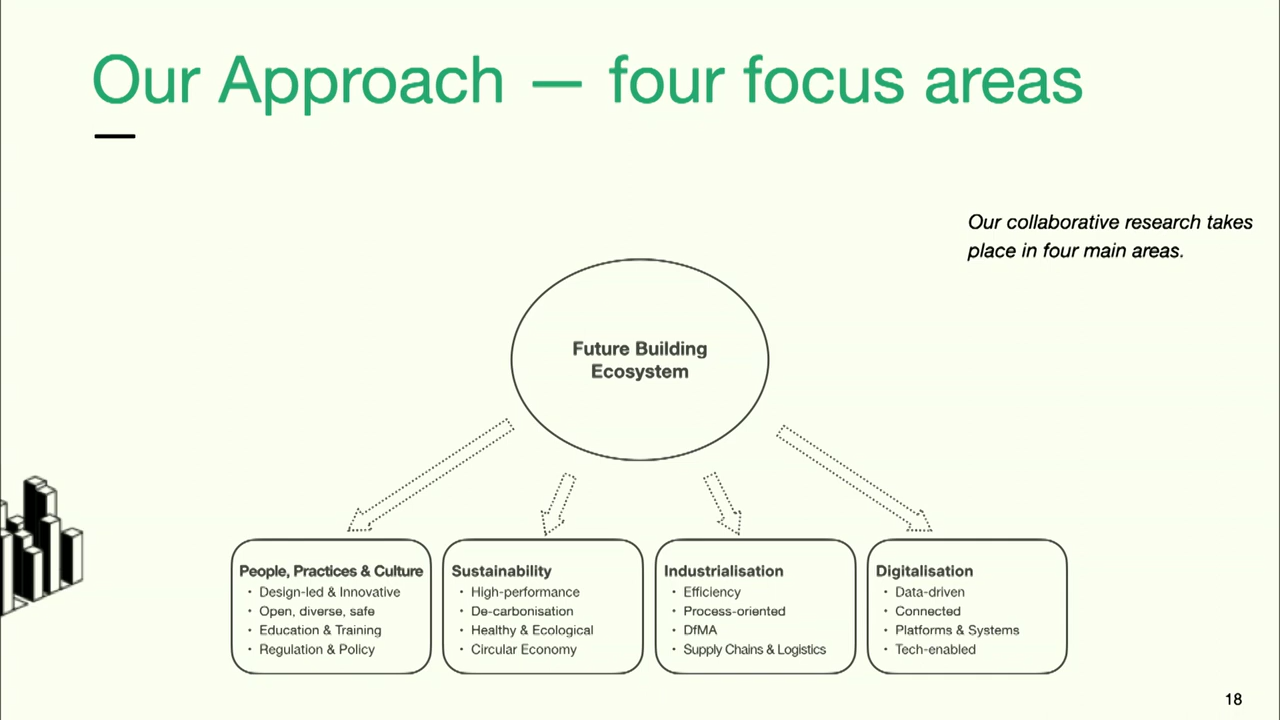 Our Approach — four focus areas
Our collaborative research takes
place in four main areas.
Future Building
Ecosystem
People, Practices & Culture
• Design-led & Innovative
• Open, diverse, safe
• Education & Training
• Regulation & Policy
Sustainability
• High-performance
• De-carbonisation
• Healthy & Ecological
• Circular Economy
Industrialisation
• Efficiency
• Process-oriented
• DfMA
• Supply Chains & Logistics
Digitalisation
• Data-driven
• Connected
• Platforms & Systems
• Tech-enabled
18